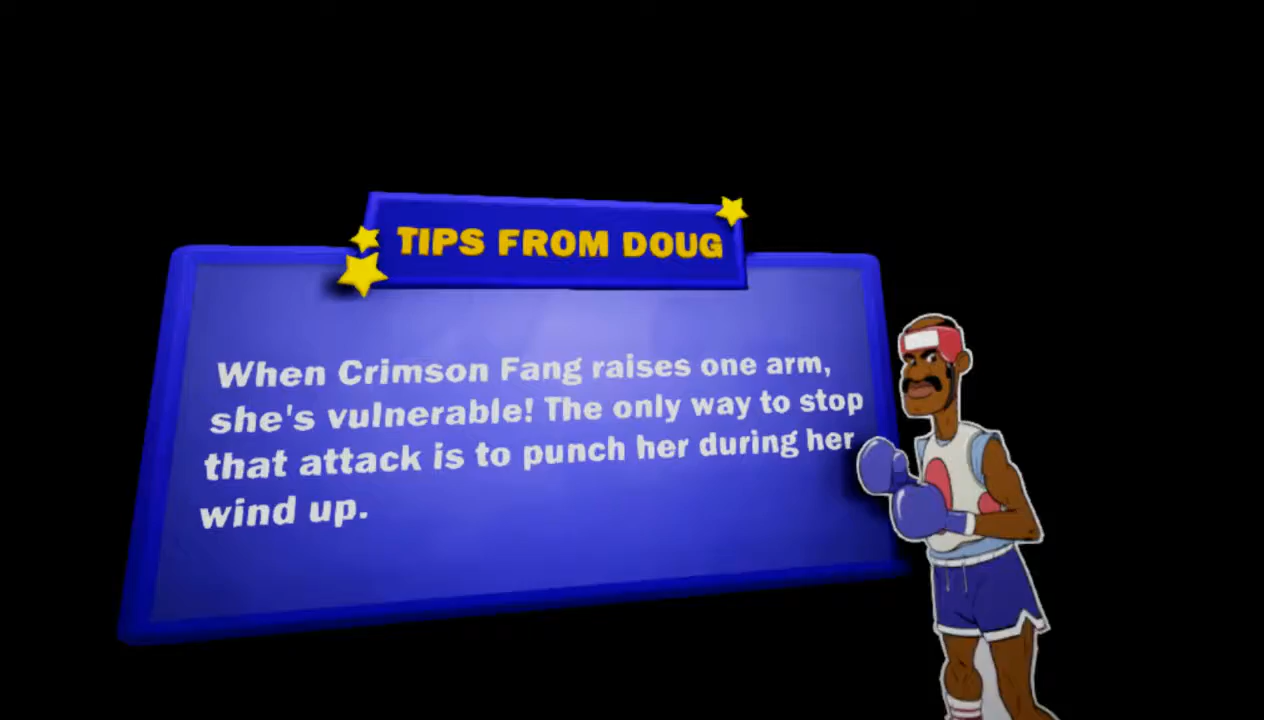 TIPS FROM DOUG
When Crimson Fang raises one arm,
she's vulnerable! The only way to stop
that attack is to punch her during her
wind up.